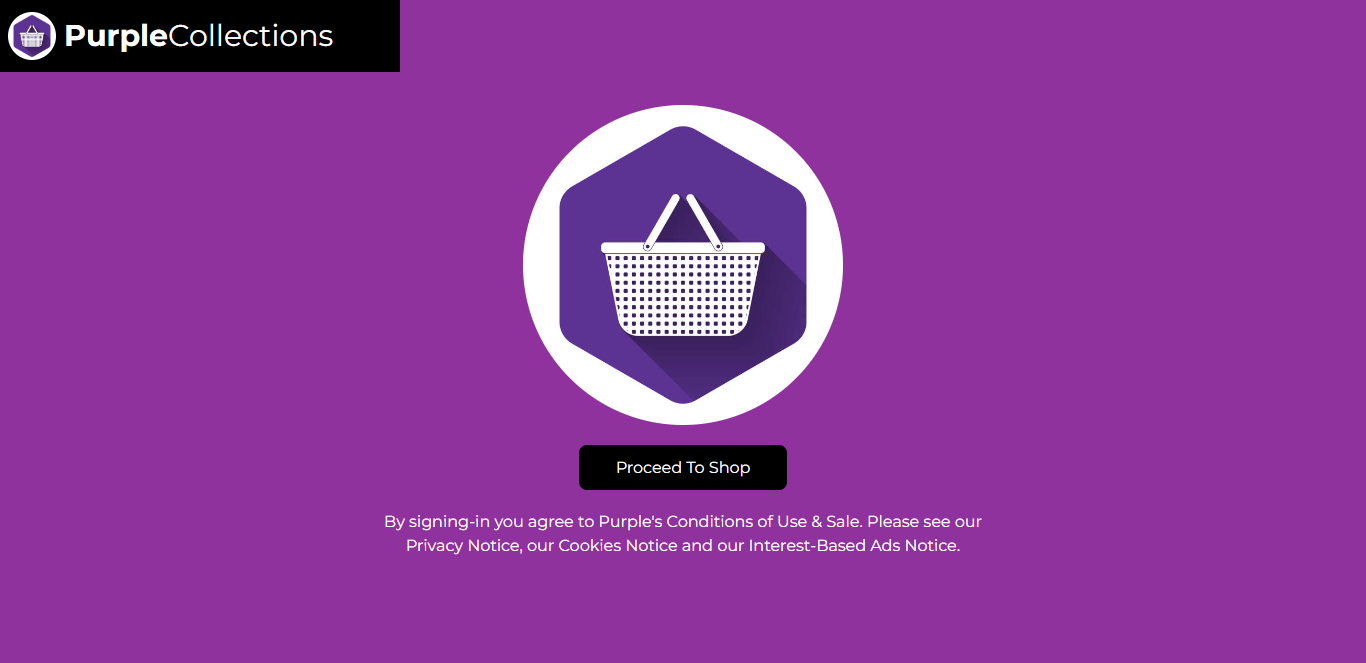 PurpleCollections
Proceed To Shop
By signing-in you agree to Purple's Conditions of Use & Sale. Please see our
Privacy Notice, our Cookies Notice and our Interest-Based Ads Notice.